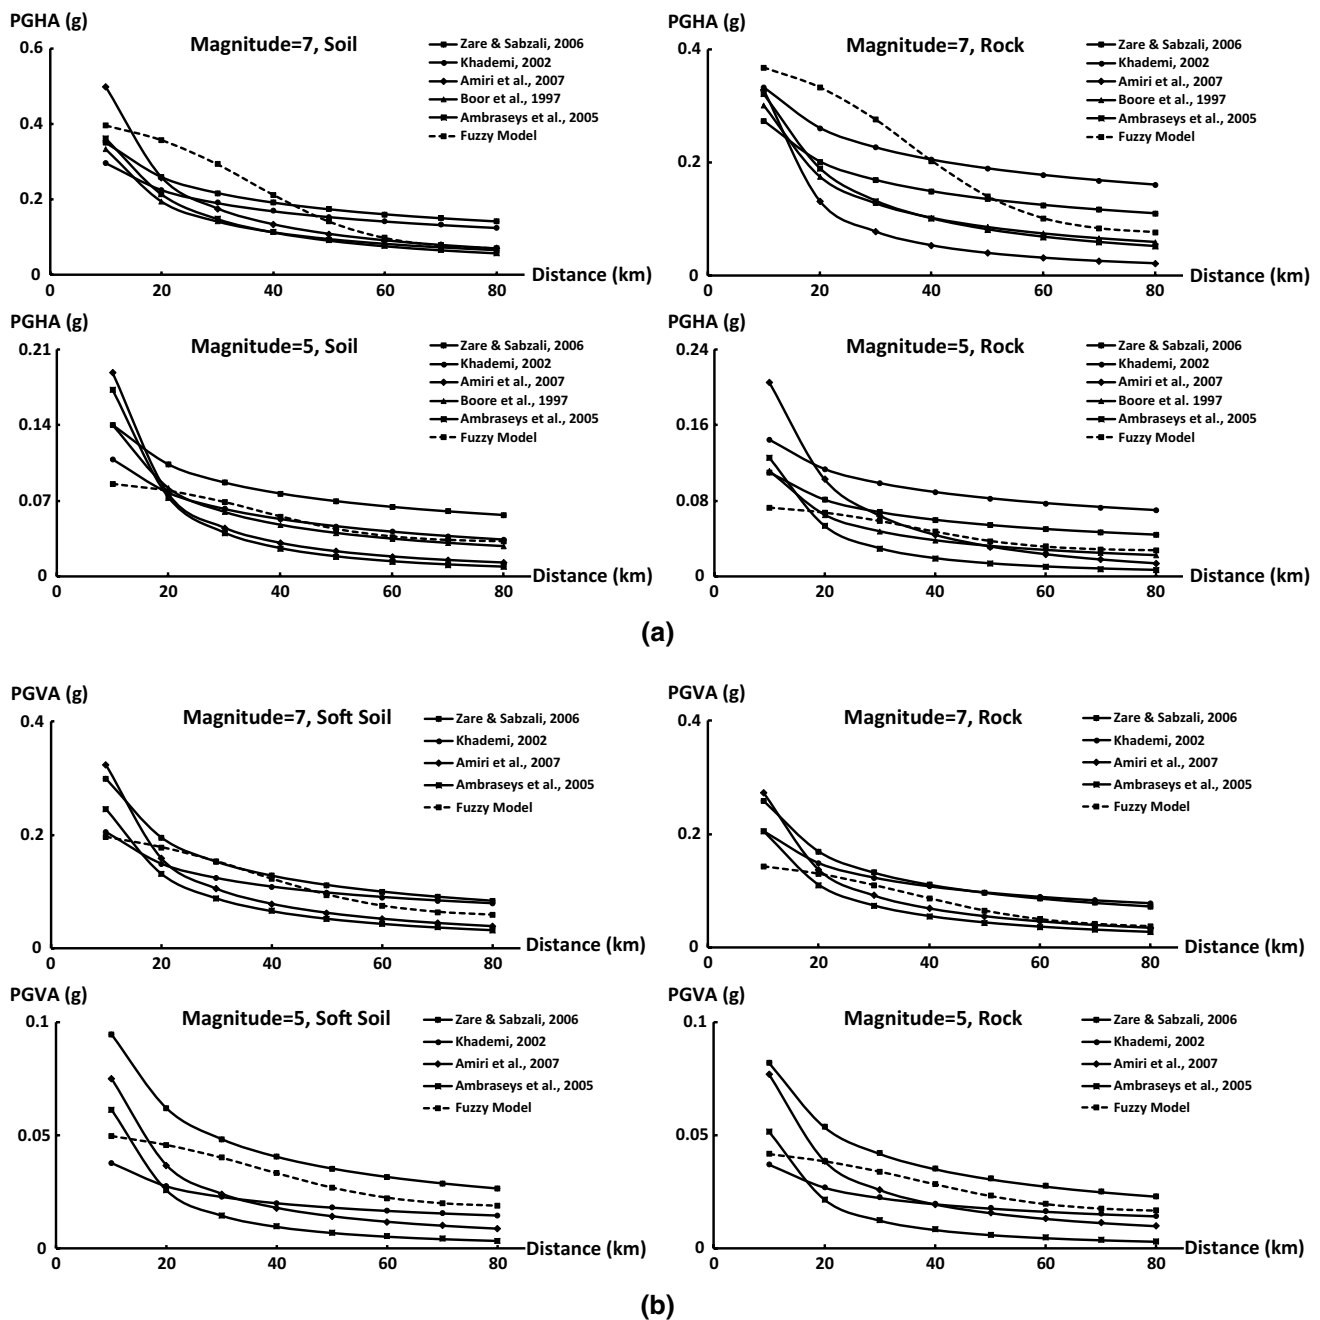 PGHA (g)
Magnitude=7, Soil
Zare & Sabzali, 2006
Khademi, 2002
Amiri et al., 2007
Boor et al., 1997
Ambraseys et al., 2005
Fuzzy Model
0.6
0.4
0.2
0
0 20 40 60 80
Distance (km)
PGHA (g)
Magnitude=7, Rock
Zare & Sabzali, 2006
Khademi, 2002
Amiri et al., 2007
Boore et al., 1997
Ambraseys et al., 2005
Fuzzy Model
0.4
0.2
0
0 20 40 60 80
Distance (km)
PGHA (g)
Magnitude=5, Soil
Zare & Sabzali, 2006
Khademi, 2002
Amiri et al., 2007
Boore et al., 1997
Ambraseys et al., 2005
Fuzzy Model
0.21
0.14
0.07
0
0 20 40 60 80
Distance (km)
PGHA (g)
Magnitude=5, Rock
Zare & Sabzali, 2006
Khademi, 2002
Amiri et al., 2007
Boore et al. 1997
Ambraseys et al., 2005
Fuzzy Model
0.24
0.16
0.08
0
0 20 40 60 80
Distance (km)
(a)
PGVA (g)
Magnitude=7, Soft Soil
Zare & Sabzali, 2006
Khademi, 2002
Amiri et al., 2007
Ambraseys et al., 2005
Fuzzy Model
0.4
0.2
0
0 20 40 60 80
Distance (km)
PGVA (g)
Magnitude=7, Rock
Zare & Sabzali, 2006
Khademi, 2002
Amiri et al., 2007
Ambraseys et al., 2005
Fuzzy Model
0.4
0.2
0
0 20 40 60 80
Distance (km)
PGVA (g)
Magnitude=5, Soft Soil
Zare & Sabzali, 2006
Khademi, 2002
Amiri et al., 2007
Ambraseys et al., 2005
Fuzzy Model
0.1
0.05
0
0 20 40 60 80
Distance (km)
PGVA (g)
Magnitude=5, Rock
Zare & Sabzali, 2006
Khademi, 2002
Amiri et al., 2007
Ambraseys et al., 2005
Fuzzy Model
0.1
0.05
0
0 20 40 60 80
Distance (km)
(b)